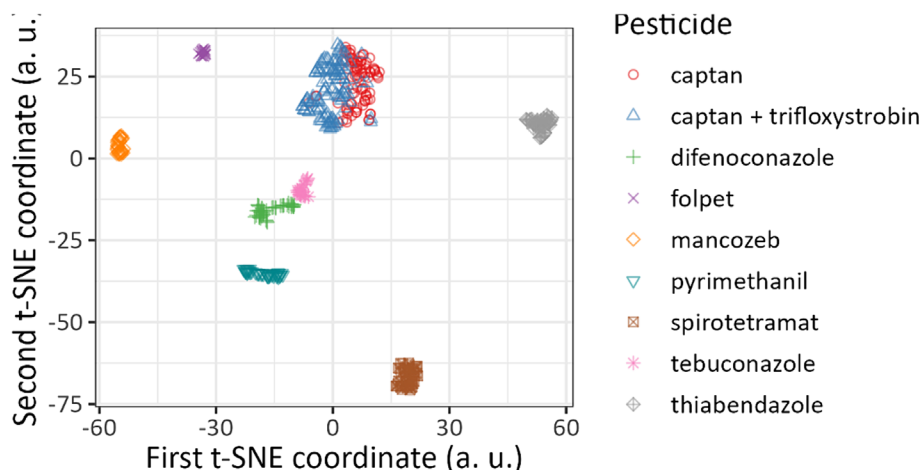 Pesticide
captan
captan + trifloxystrobin
difenoconazole
folpet
mancozeb
pyrimethanil
spirotetramat
tebuconazole
thiabendazole
Second t-SNE coordinate (a. u.)
25
0
-25
-50
-75
-60 -30 0 30 60
First t-SNE coordinate (a. u.)